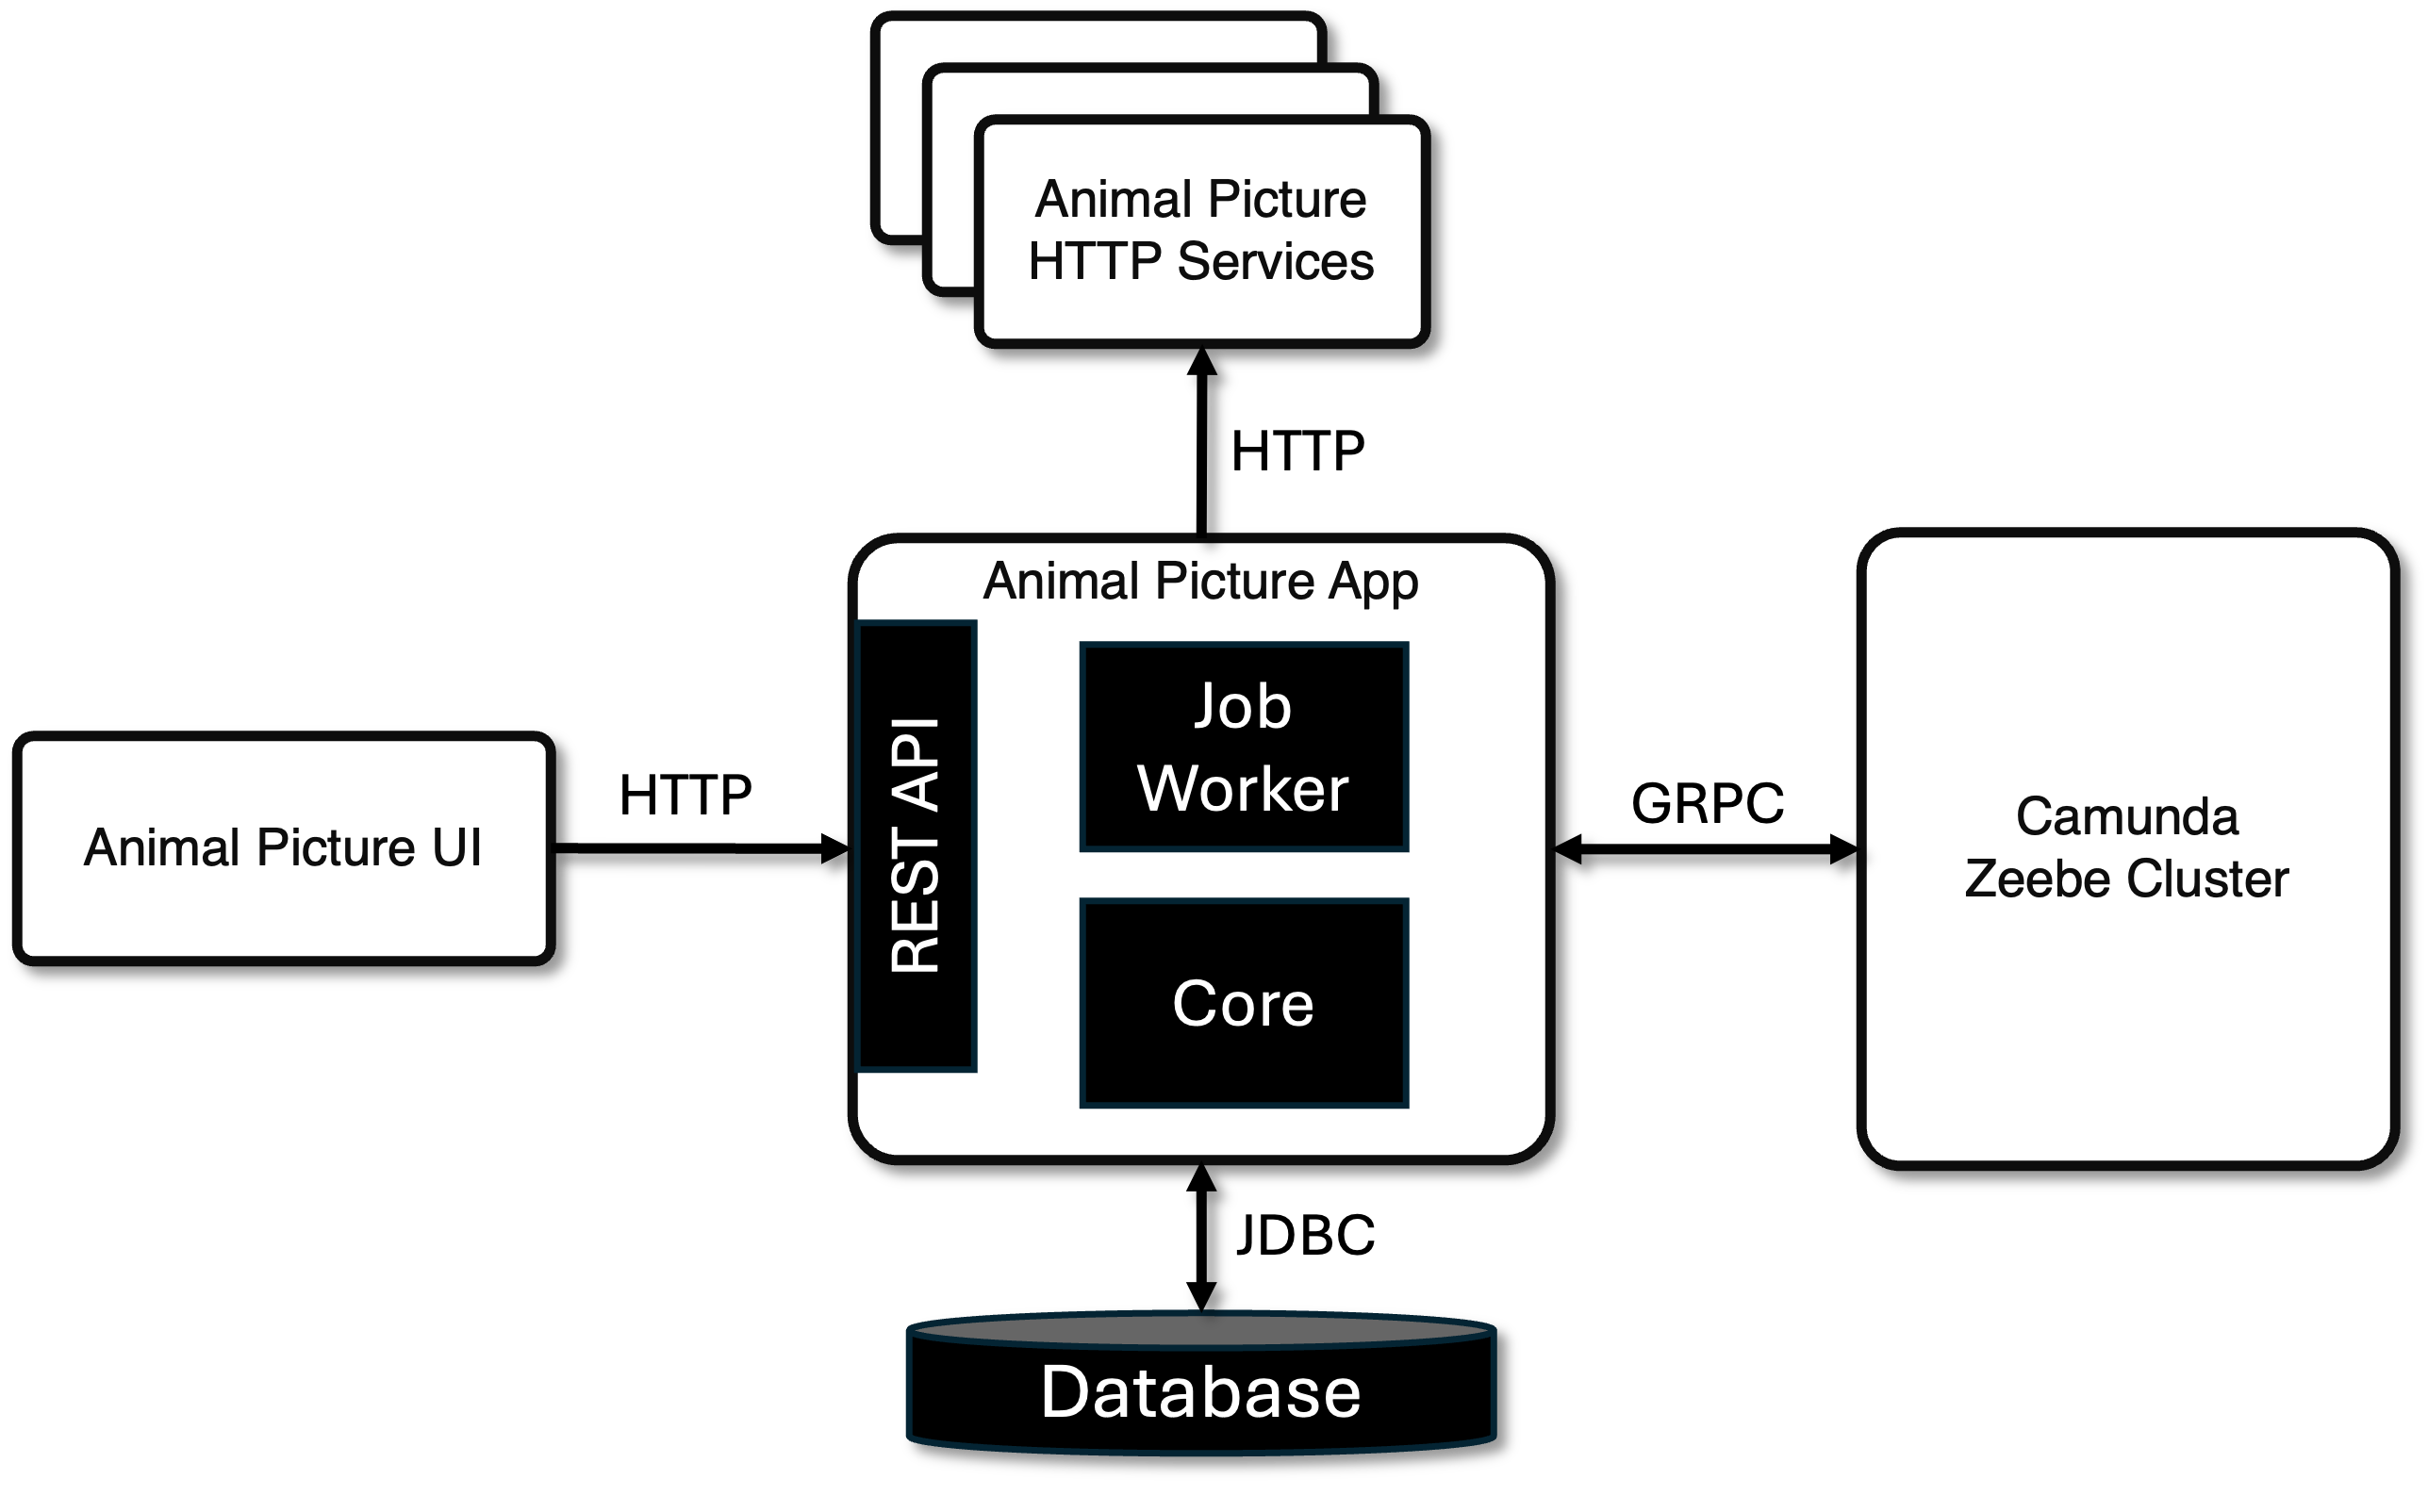 Animal Picture
HTTP Services
HTTP
Animal Picture App
Job
Worker
REST API
Core
Animal Picture UI
HTTP
GRPC
Camunda
Zeebe Cluster
JDBC
Database